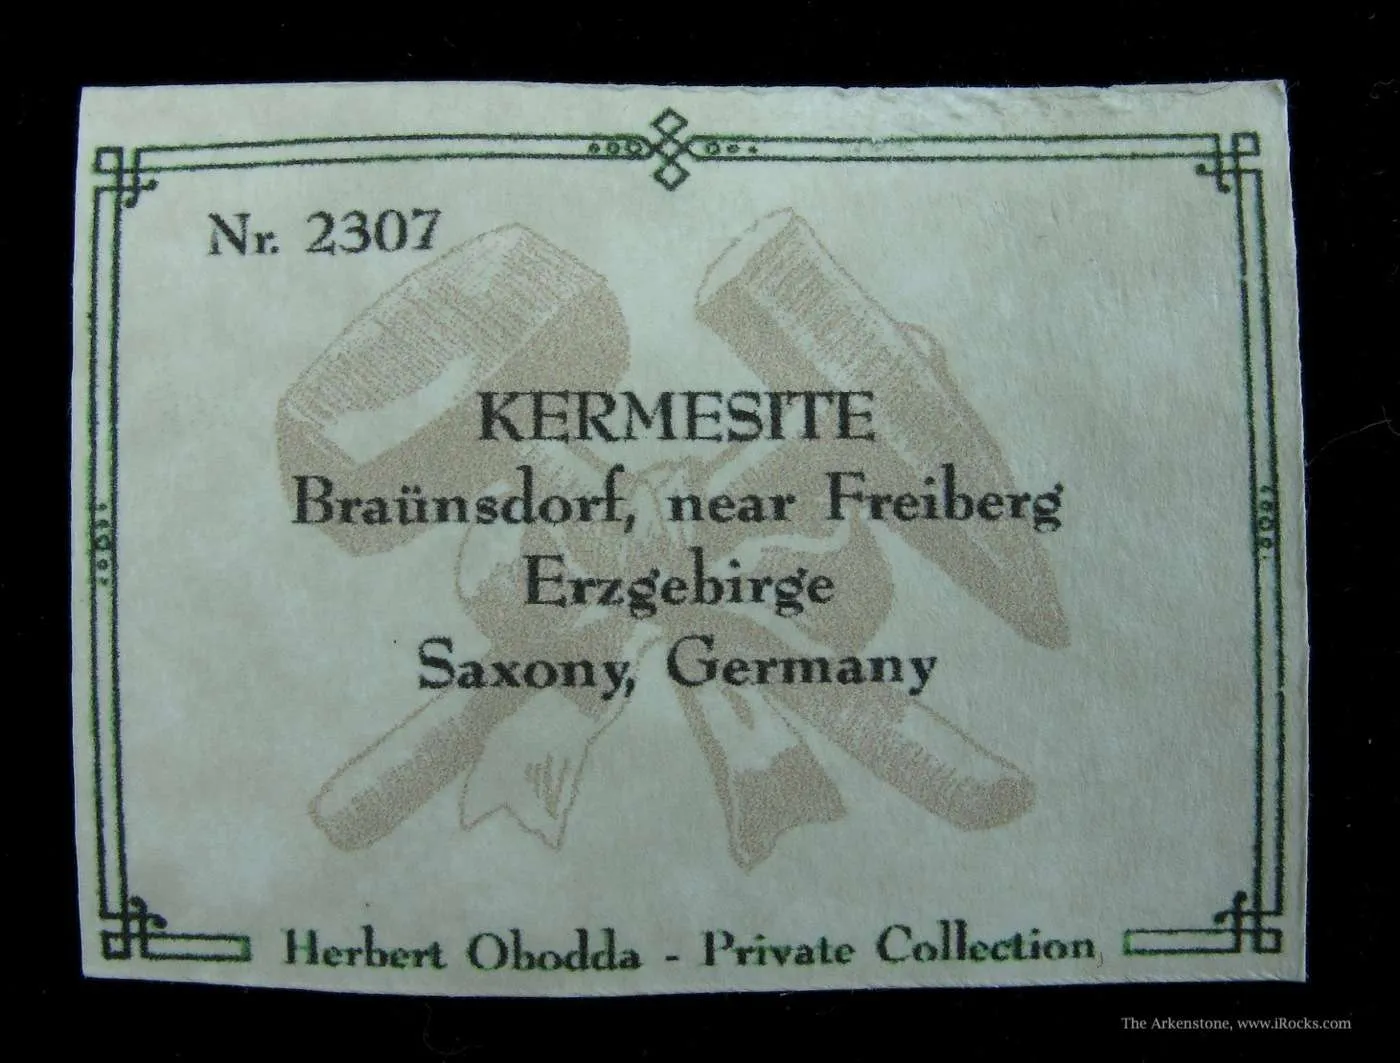 Nr. 2307
KERMESITE
Braünsdorf, near Freiberg
Erzgebirge
Saxony, Germany
Herbert Obodda - Private Collection
The Arkenstone, www.iRocks.com